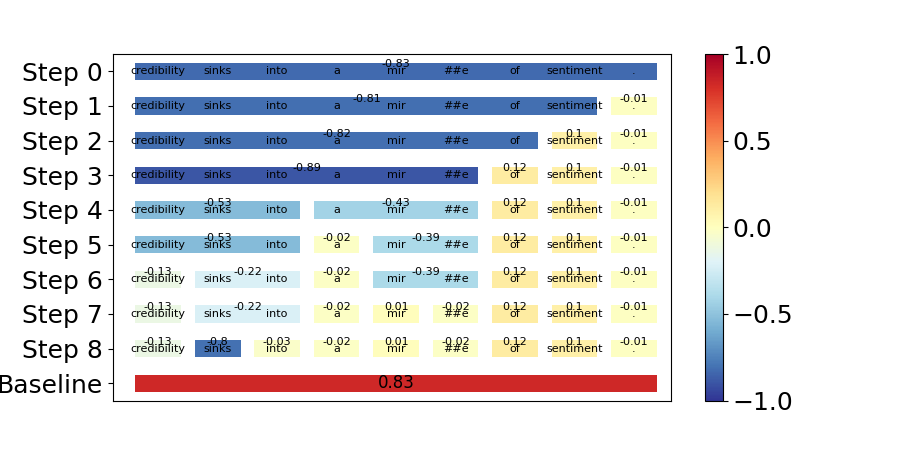 -0.83
Step 0 credibility sinks into a mir ##e of sentiment .
-0.81 -0.01
Step 1 credibility sinks into a mir ##e of sentiment .
-0.82 0.1 -0.01
Step 2 credibility sinks into a mir ##e of sentiment .
-0.89 0.12 0.1 -0.01
Step 3 credibility sinks into a mir ##e of sentiment .
-0.53 -0.43 0.12 0.1 -0.01
Step 4 credibility sinks into a mir ##e of sentiment .
-0.53 -0.02 -0.39 0.12 0.1 -0.01
Step 5 credibility sinks into a mir ##e of sentiment .
-0.13 -0.22 -0.02 -0.39 0.12 0.1 -0.01
Step 6 credibility sinks into a mir ##e of sentiment .
-0.13 -0.22 -0.02 0.01 -0.02 0.12 0.1 -0.01
Step 7 credibility sinks into a mir ##e of sentiment .
-0.13 -0.8 -0.03 -0.02 0.01 -0.02 0.12 0.1 -0.01
Step 8 credibility sinks into a mir ##e of sentiment .
Baseline 0.83
1.0
0.5
0.0
−0.5
−1.0